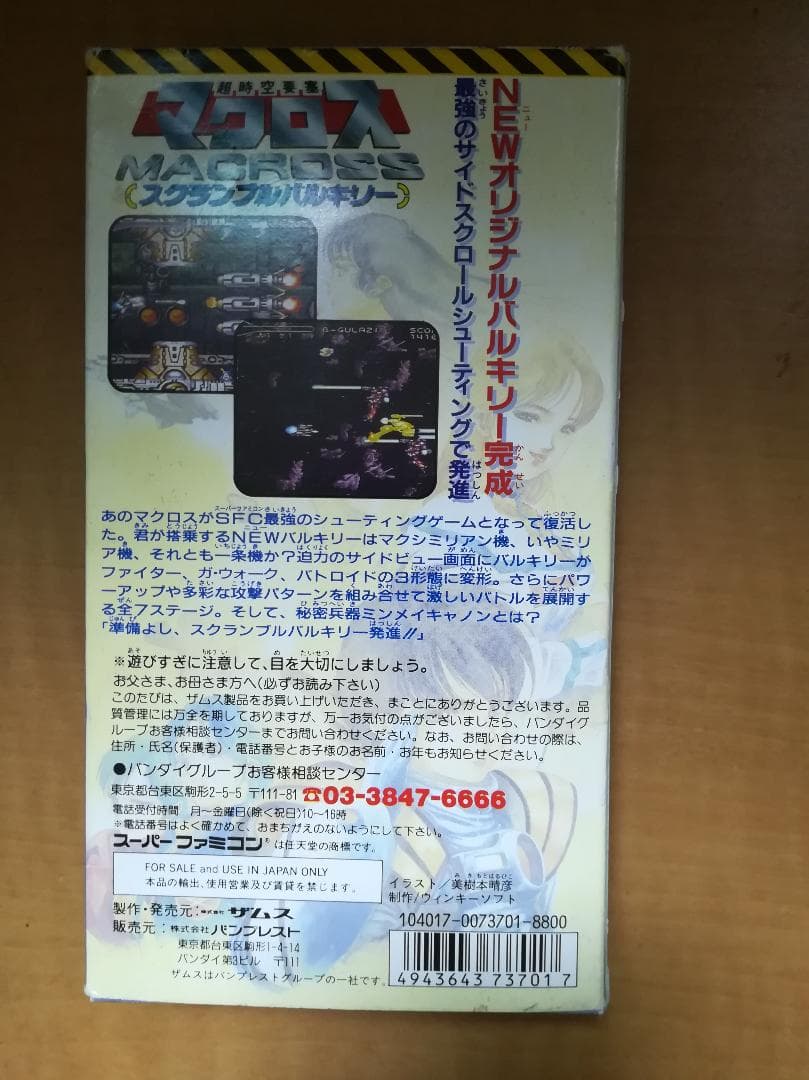 超時空要塞
マクロス
MACROSS
スクランブルバルキリー
NEWオリジナルバルキリー完成
最強のサイドスクロールシューティングで発進
B-GULAZI
SCO
あのマクロスがSFC最強のシューティングゲームとなって復活し
た。君が搭乗するNEWバルキリーはマクシミリアン機、いやミリ
ア機、それとも一条機か?迫力のサイドビュー画面にバルキリーが
ファイター、ガ・ウォーク、バトロイドの3形態に変形。さらにパワ
ーアップや多彩な攻撃パターンを組み合せて激しいバトルを展開す
る全7ステージ。そして、秘密兵器ミンメイキャノンとは?
「準備よし、スクランブルバルキリー発進!!」
※遊びすぎに注意して、目を大切にしましょう。
お父さま、お母さま方へ(必ずお読み下さい)
このたびは、ザムス製品をお買い上げいただき、まことにありがとうございます。品
質管理には万全を期しておりますが、万一お気付の点がございましたら、バンダイグ
ループお客様相談センターまでお問い合わせください。なお、お問い合わせの際は、
住所・氏名(保護者)・電話番号とお子様のお名前・お年もお知らせください。
●バンダイグループお客様相談センター
東京都台東区駒形2-5-5 〒111-81 ☎03-3847-6666
電話受付時間 月〜金曜日(除く祝日)10〜16時
※電話番号はよく確かめて、おまちがえのないようにして下さい。
スーパーファミコン®は任天堂の商標です。
FOR SALE and USE IN JAPAN ONLY
本品の輸出、使用営業及び賃貸を禁じます。
イラスト/美樹本晴彦
制作/ウィンキーソフト
製作・発売元:株式会社 ザムス
販売元:株式会社 バンプレスト
東京都台東区駒形1-4-14
バンダイ第3ビル 〒111
ザムスはバンプレストグループの一社です。
104017-0073701-8800
4943643737017